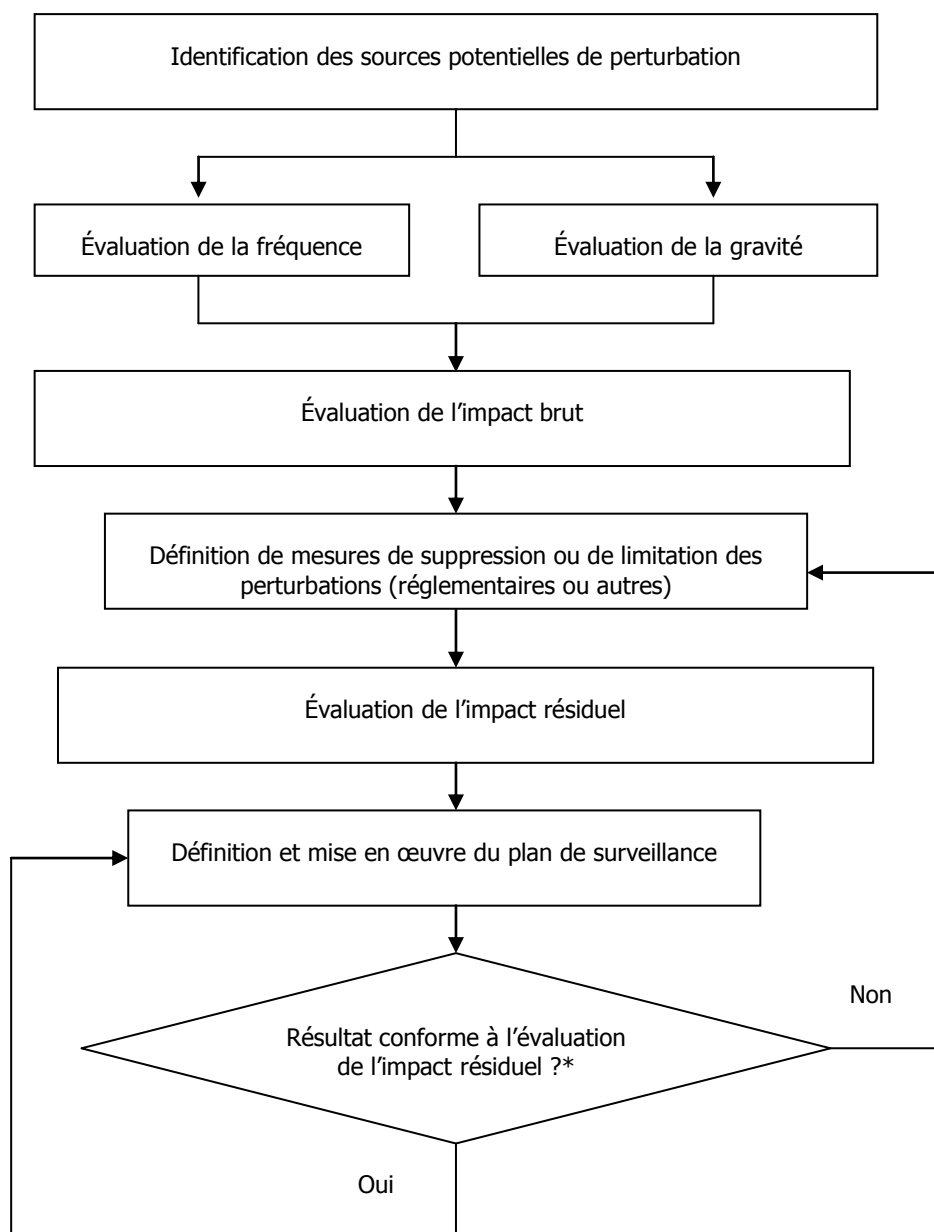 Identification des sources potentielles de perturbation
Évaluation de la fréquence
Évaluation de la gravité
Évaluation de l’impact brut
Définition de mesures de suppression ou de limitation des
perturbations (réglementaires ou autres)
Évaluation de l’impact résiduel
Définition et mise en œuvre du plan de surveillance
Non
Résultat conforme à l’évaluation
de l’impact résiduel ?*
Oui